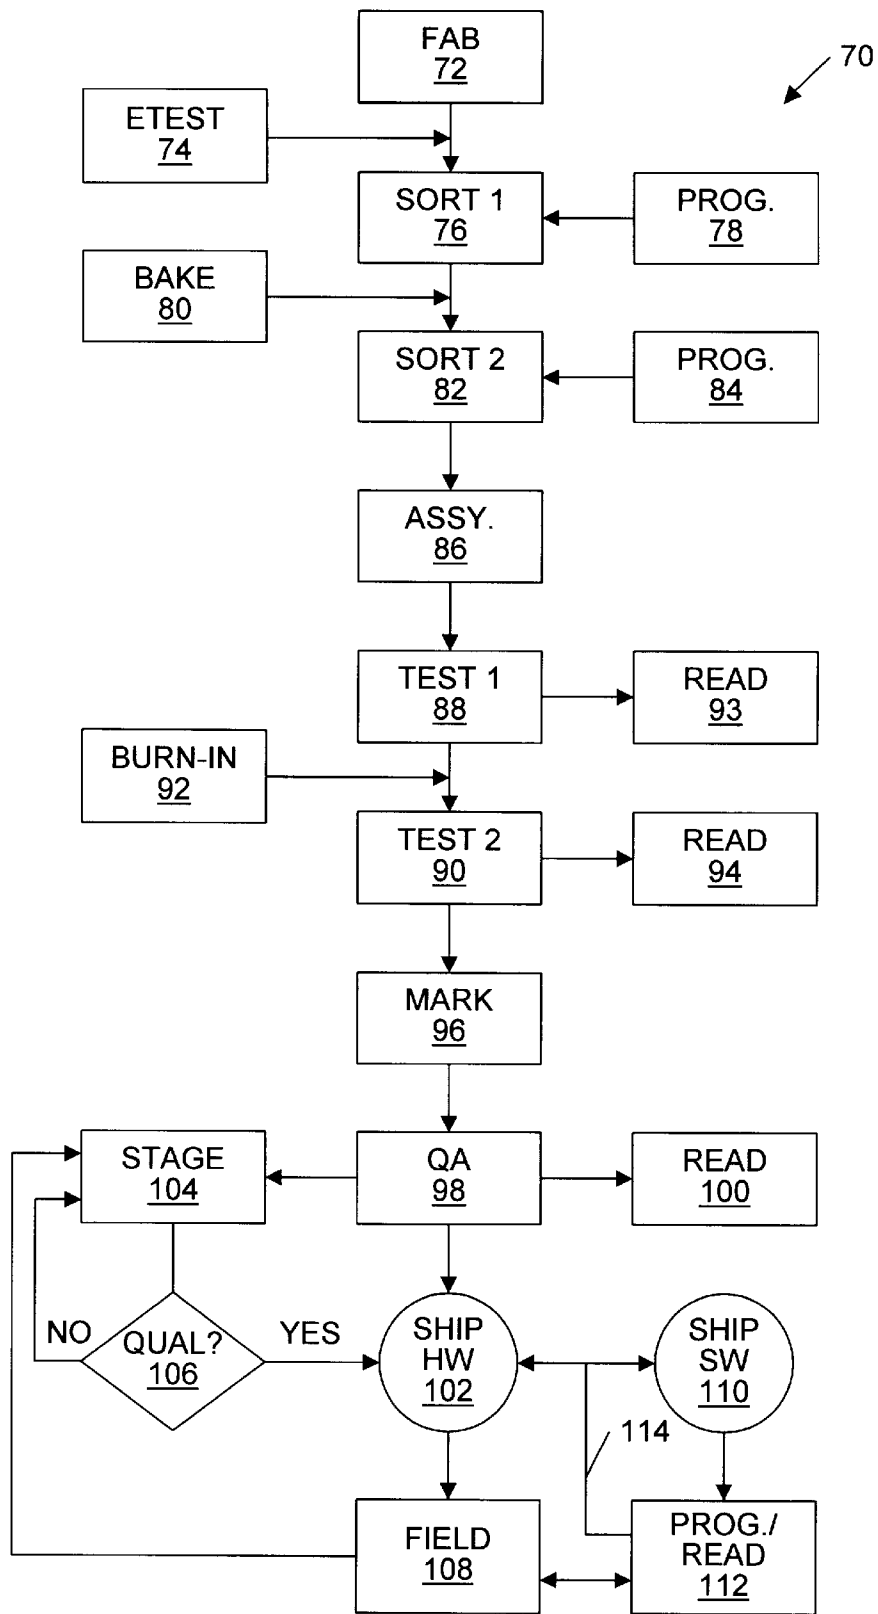 FAB
72
70
ETEST
74
SORT 1
76
PROG.
78
BAKE
80
SORT 2
82
PROG.
84
ASSY.
86
TEST 1
88
READ
93
BURN-IN
92
TEST 2
90
READ
94
MARK
96
STAGE
104
QA
98
READ
100
NO
QUAL?
106
YES
SHIP
HW
102
SHIP
SW
110
114
FIELD
108
PROG./
READ
112